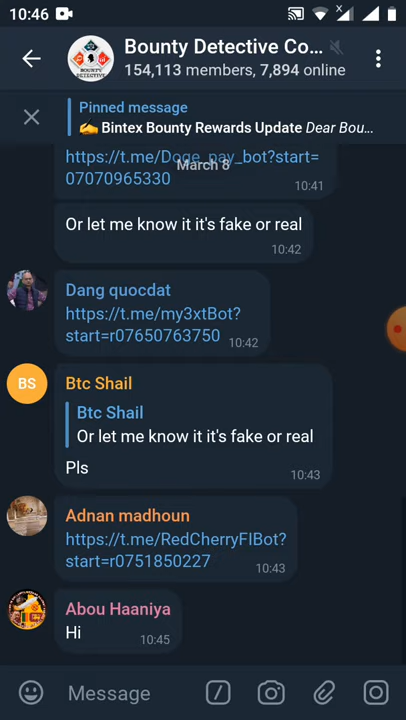 10:46
Bounty Detective Co...
154,113 members, 7,894 online
Pinned message
✍️ Bintex Bounty Rewards Update Dear Bou...
https://t.me/Doge_pay_bot?start=
07070965330
10:41
March 8
Or let me know it it's fake or real
10:42
Dang quocdat
https://t.me/my3xtBot?
start=r07650763750
10:42
BS
Btc Shail
Btc Shail
Or let me know it it's fake or real
Pls
10:43
Adnan madhoun
https://t.me/RedCherryFIBot?
start=r0751850227
10:43
Abou Haaniya
Hi
10:45
Message